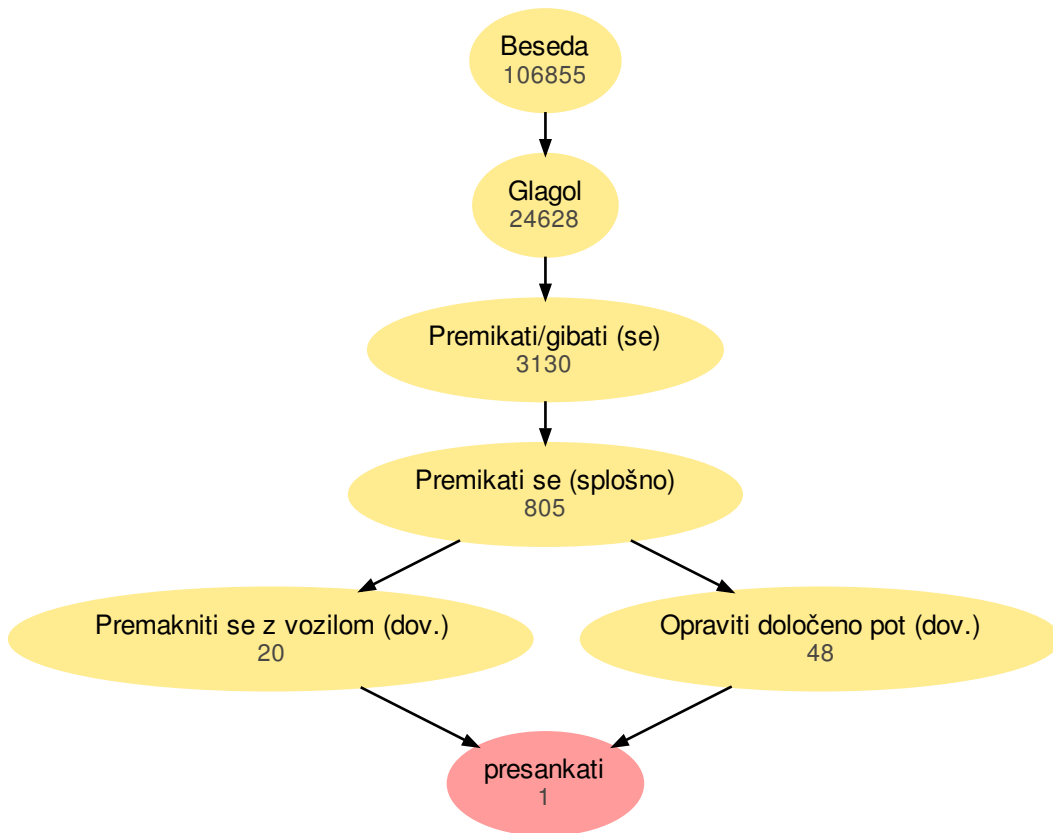 Beseda
106855
Glagol
24628
Premikati/gibati (se)
3130
Premikati se (splošno)
805
Premakniti se z vozilom (dov.)
20
Opraviti določeno pot (dov.)
48
presankati
1